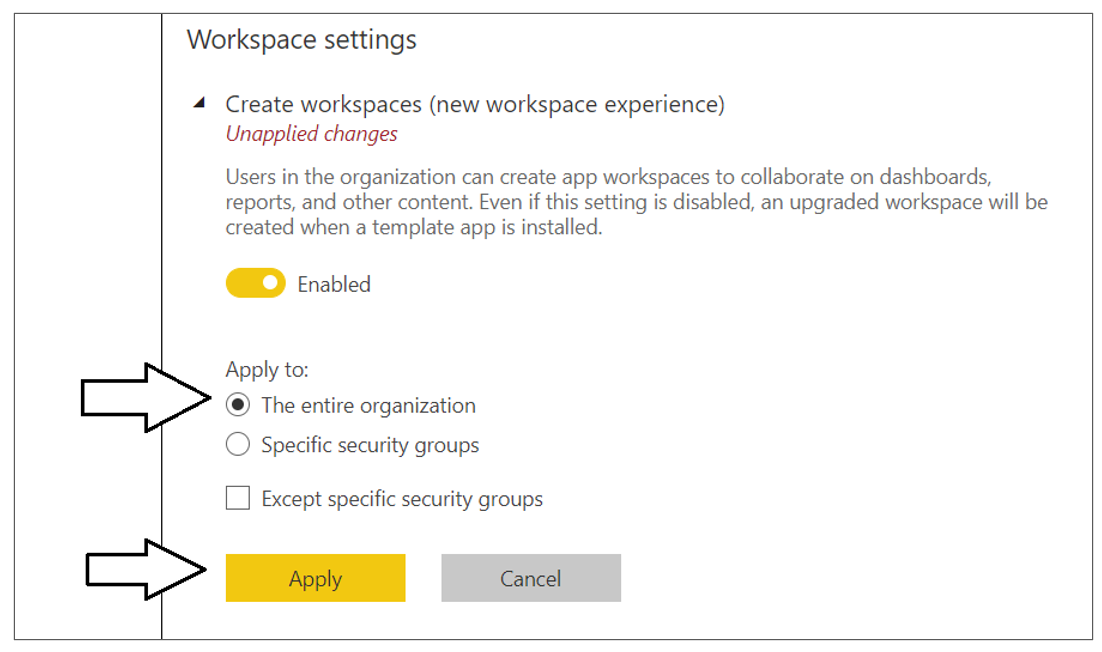 Workspace settings
Create workspaces (new workspace experience)
Unapplied changes
Users in the organization can create app workspaces to collaborate on dashboards,
reports, and other content. Even if this setting is disabled, an upgraded workspace will be
created when a template app is installed.
Enabled
Apply to:
The entire organization
Specific security groups
Except specific security groups
Apply
Cancel